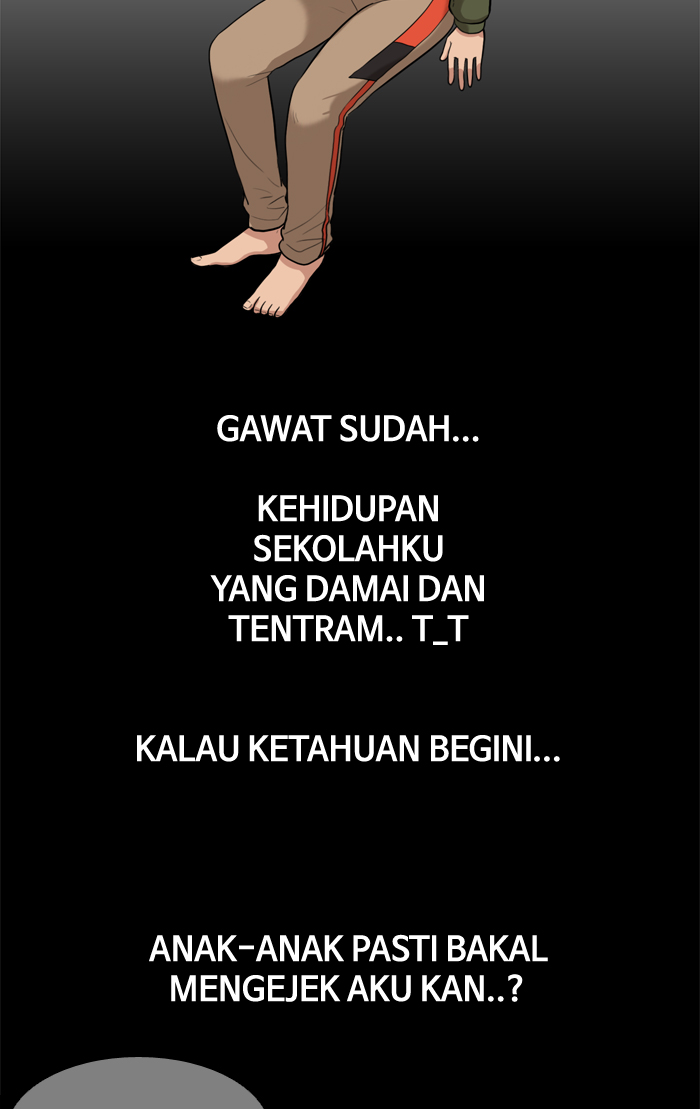 GAWAT SUDAH...
KEHIDUPAN
SEKOLAHKU
YANG DAMAI DAN
TENTRAM.. T_T
KALAU KETAHUAN BEGINI...
ANAK-ANAK PASTI BAKAL
MENGEJEK AKU KAN..?